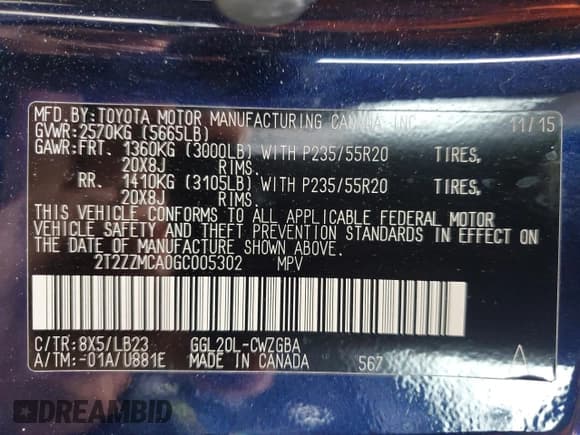 MFD.BY:TOYOTA MOTOR MANUFACTURING CANADA INC. 11/15
GVWR:2570KG (5665LB)
GAWR:FRT. 1360KG (3000LB) WITH P235/55R20 TIRES,
20X8J RIMS.
RR. 1410KG (3105LB) WITH P235/55R20 TIRES,
20X8J RIMS.
THIS VEHICLE CONFORMS TO ALL APPLICABLE FEDERAL MOTOR
VEHICLE SAFETY AND THEFT PREVENTION STANDARDS IN EFFECT ON
THE DATE OF MANUFACTURE SHOWN ABOVE.
2T2ZZMCA0GC005302 MPV
C/TR:8X5/LB23 GGL20L-CWZGBA
A/TM:-01A/U881E MADE IN CANADA 567 A
DREAMBID